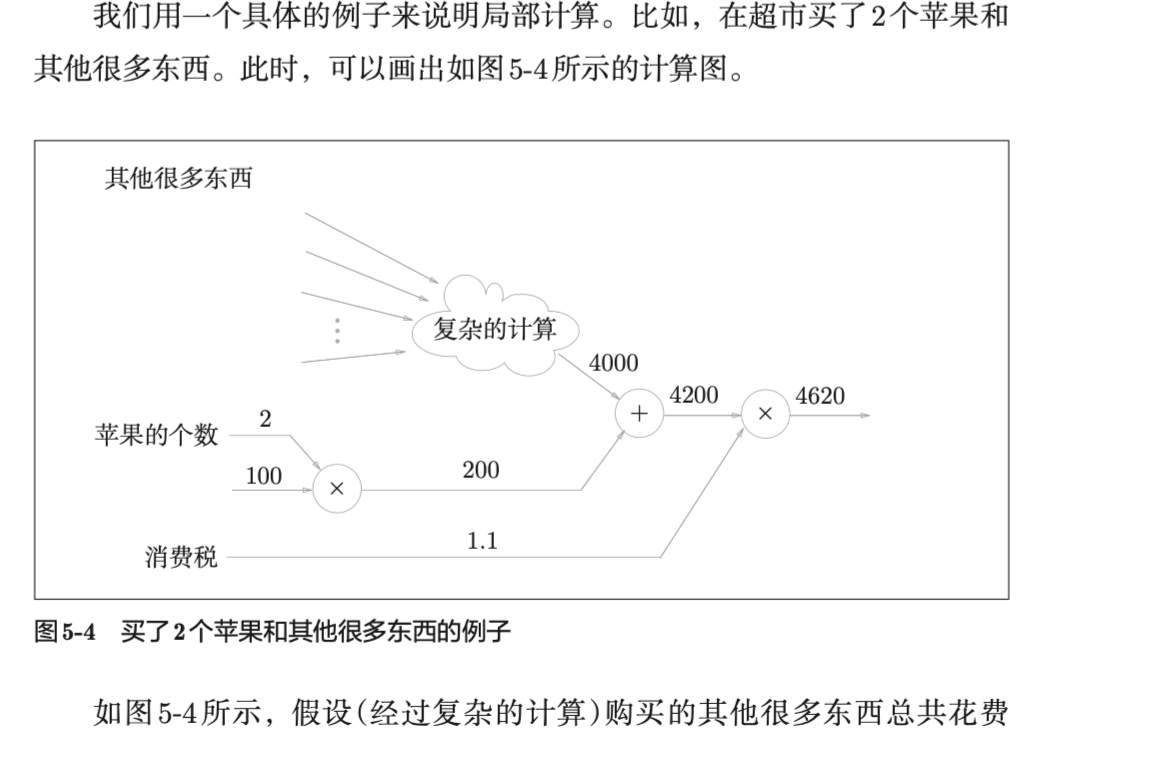 我们用一个具体的例子来说明局部计算。比如，在超市买了2个苹果和
其他很多东西。此时，可以画出如图5-4所示的计算图。
其他很多东西
复杂的计算
4000
+
4200
×
4620
苹果的个数
2
100
×
200
消费税
1.1
图5-4 买了2个苹果和其他很多东西的例子
如图5-4所示，假设(经过复杂的计算)购买的其他很多东西总共花费